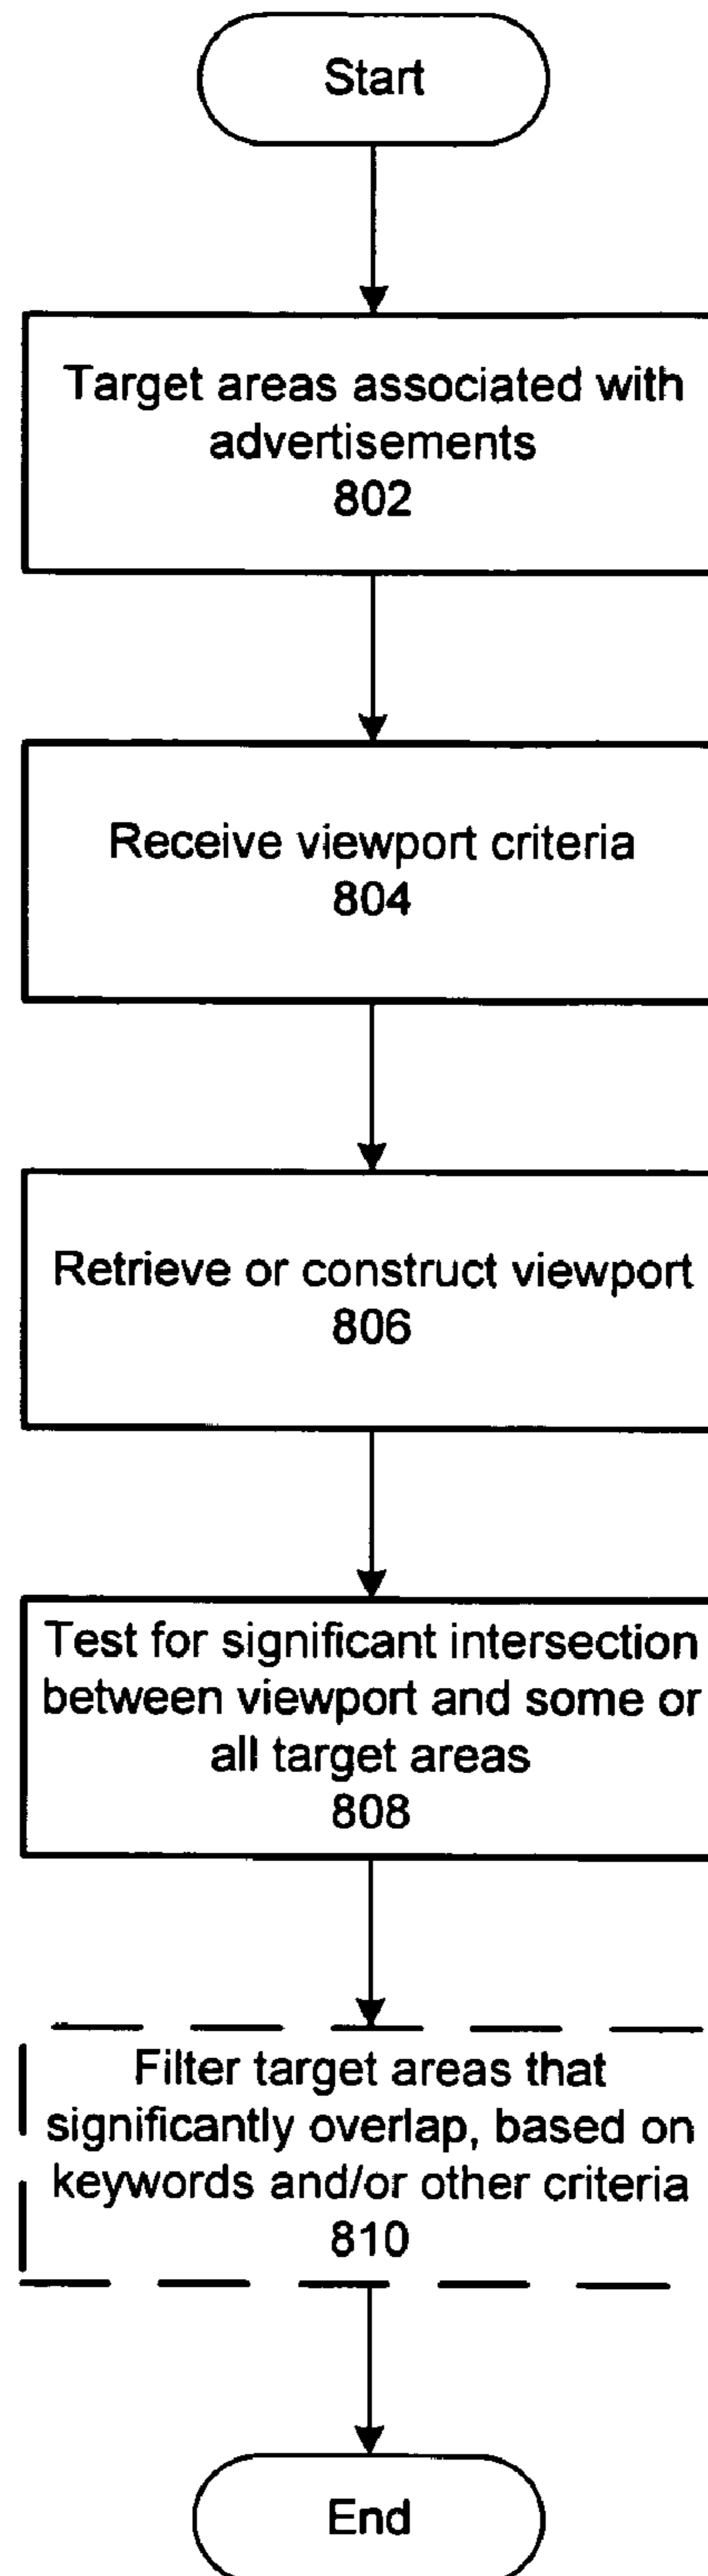 Start
Target areas associated with
advertisements
802
Receive viewport criteria
804
Retrieve or construct viewport
806
Test for significant intersection
between viewport and some or
all target areas
808
Filter target areas that
significantly overlap, based on
keywords and/or other criteria
810
End